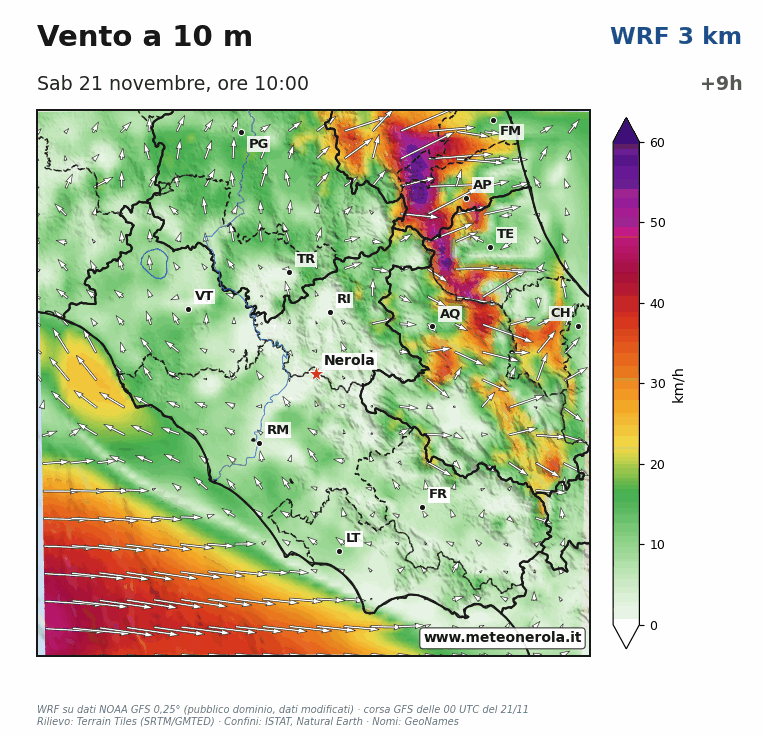 Vento a 10 m
WRF 3 km
Sab 21 novembre, ore 10:00
+9h
PG
FM
AP
TE
TR
VT
RI
AQ
CH
Nerola
RM
FR
LT
www.meteonerola.it
60
50
40
30
20
10
0
km/h
WRF su dati NOAA GFS 0,25° (pubblico dominio, dati modificati) · corsa GFS delle 00 UTC del 21/11
Rilievo: Terrain Tiles (SRTM/GMTED) · Confini: ISTAT, Natural Earth · Nomi: GeoNames